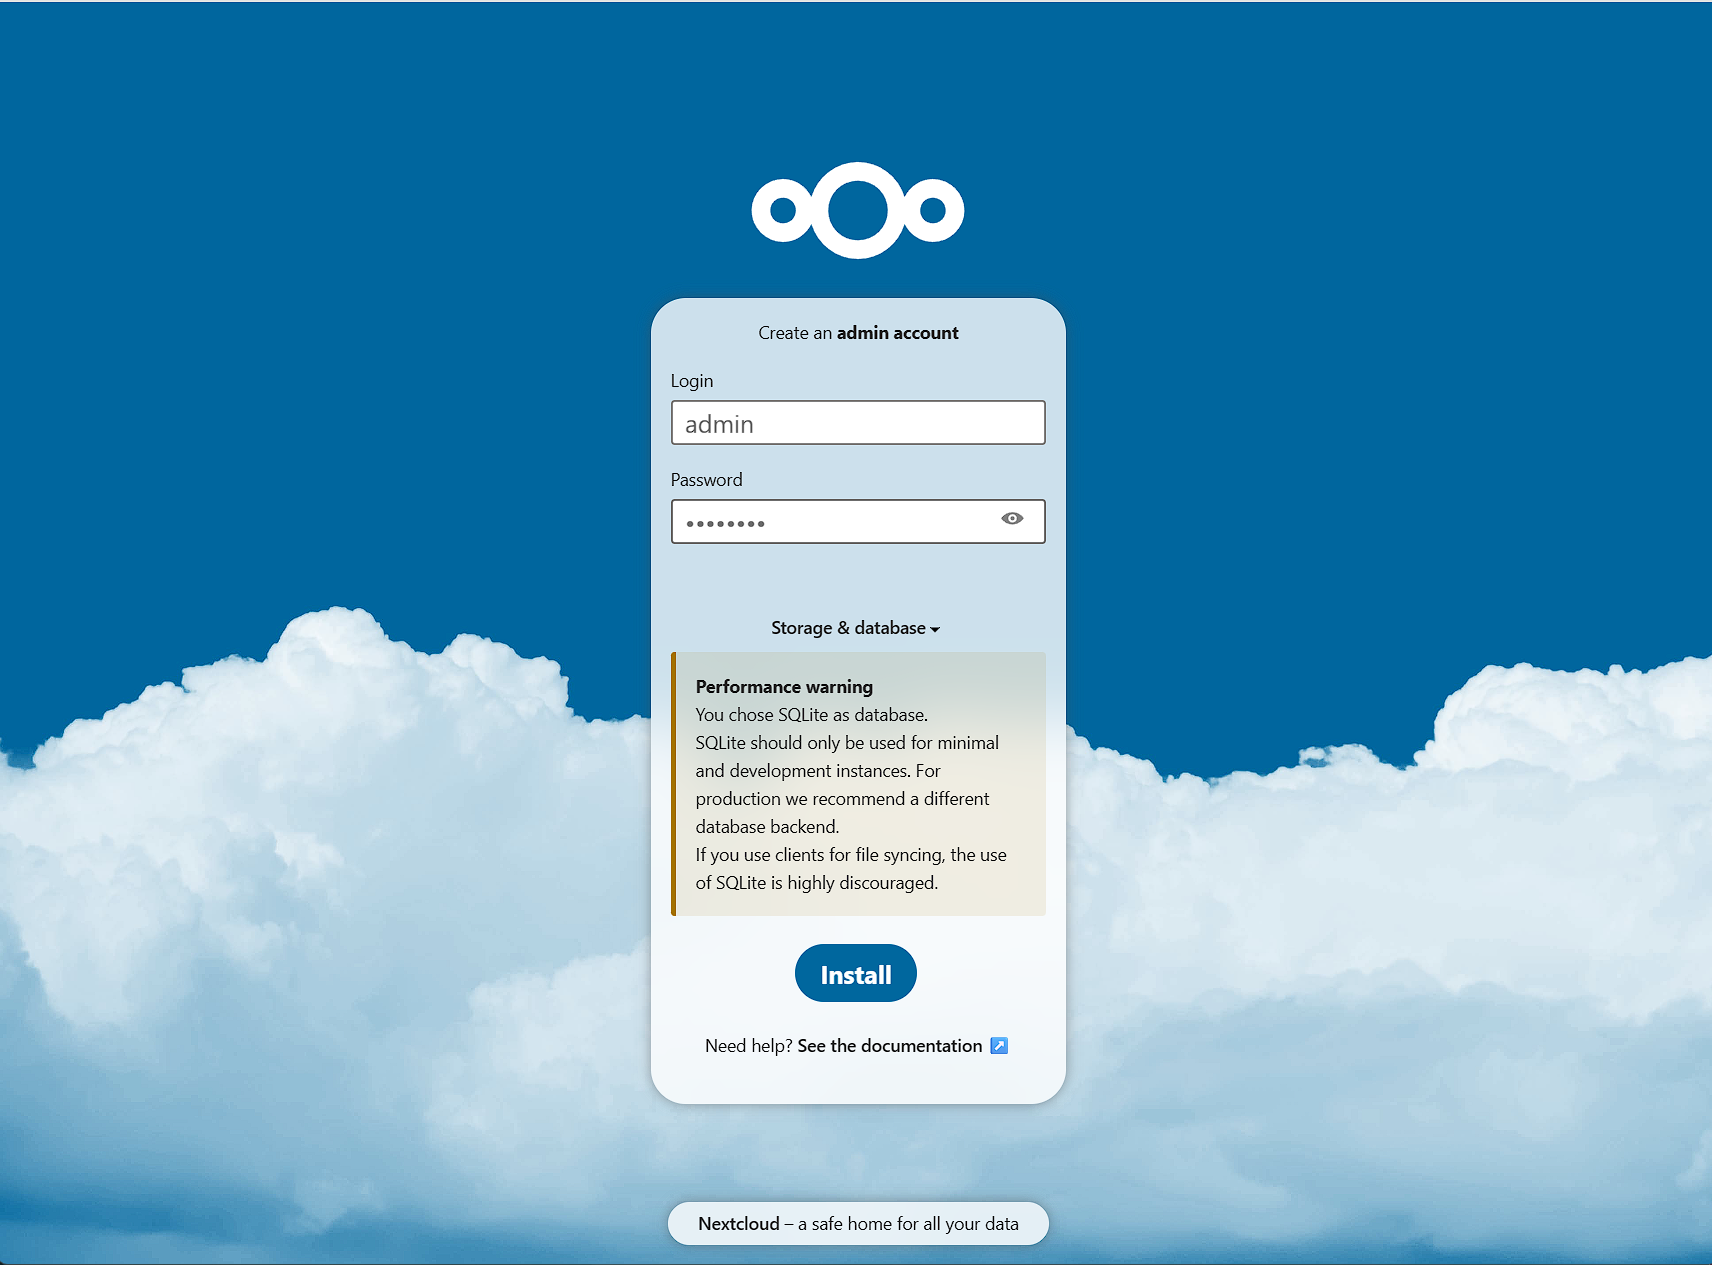 Create an admin account
Login
admin
Password
••••••••
Storage & database
Performance warning
You chose SQLite as database.
SQLite should only be used for minimal
and development instances. For
production we recommend a different
database backend.
If you use clients for file syncing, the use
of SQLite is highly discouraged.
Install
Need help? See the documentation
Nextcloud – a safe home for all your data